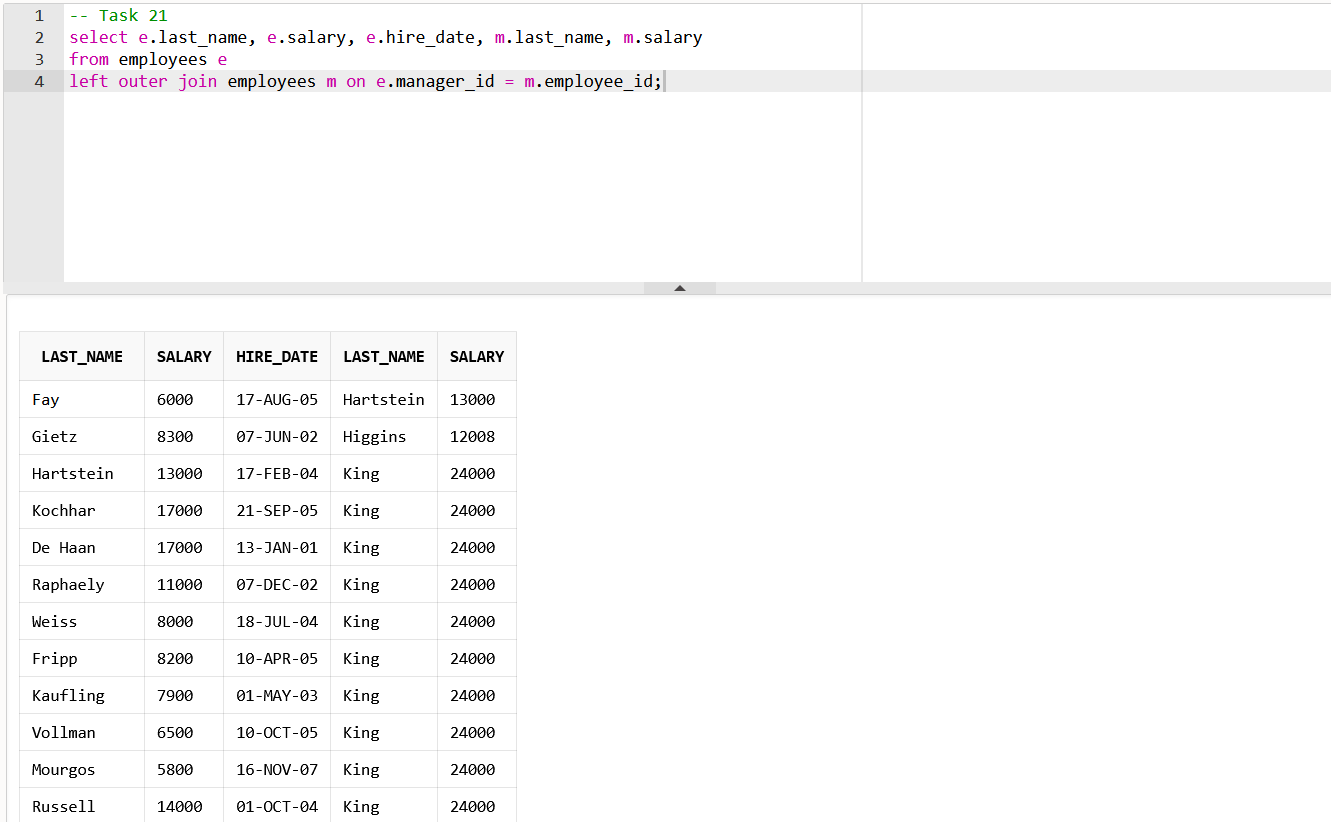 1 -- Task 21
2 select e.last_name, e.salary, e.hire_date, m.last_name, m.salary
3 from employees e
4 left outer join employees m on e.manager_id = m.employee_id;
LAST_NAME SALARY HIRE_DATE LAST_NAME SALARY
Fay 6000 17-AUG-05 Hartstein 13000
Gietz 8300 07-JUN-02 Higgins 12008
Hartstein 13000 17-FEB-04 King 24000
Kochhar 17000 21-SEP-05 King 24000
De Haan 17000 13-JAN-01 King 24000
Raphaely 11000 07-DEC-02 King 24000
Weiss 8000 18-JUL-04 King 24000
Fripp 8200 10-APR-05 King 24000
Kaufling 7900 01-MAY-03 King 24000
Vollman 6500 10-OCT-05 King 24000
Mourgos 5800 16-NOV-07 King 24000
Russell 14000 01-OCT-04 King 24000